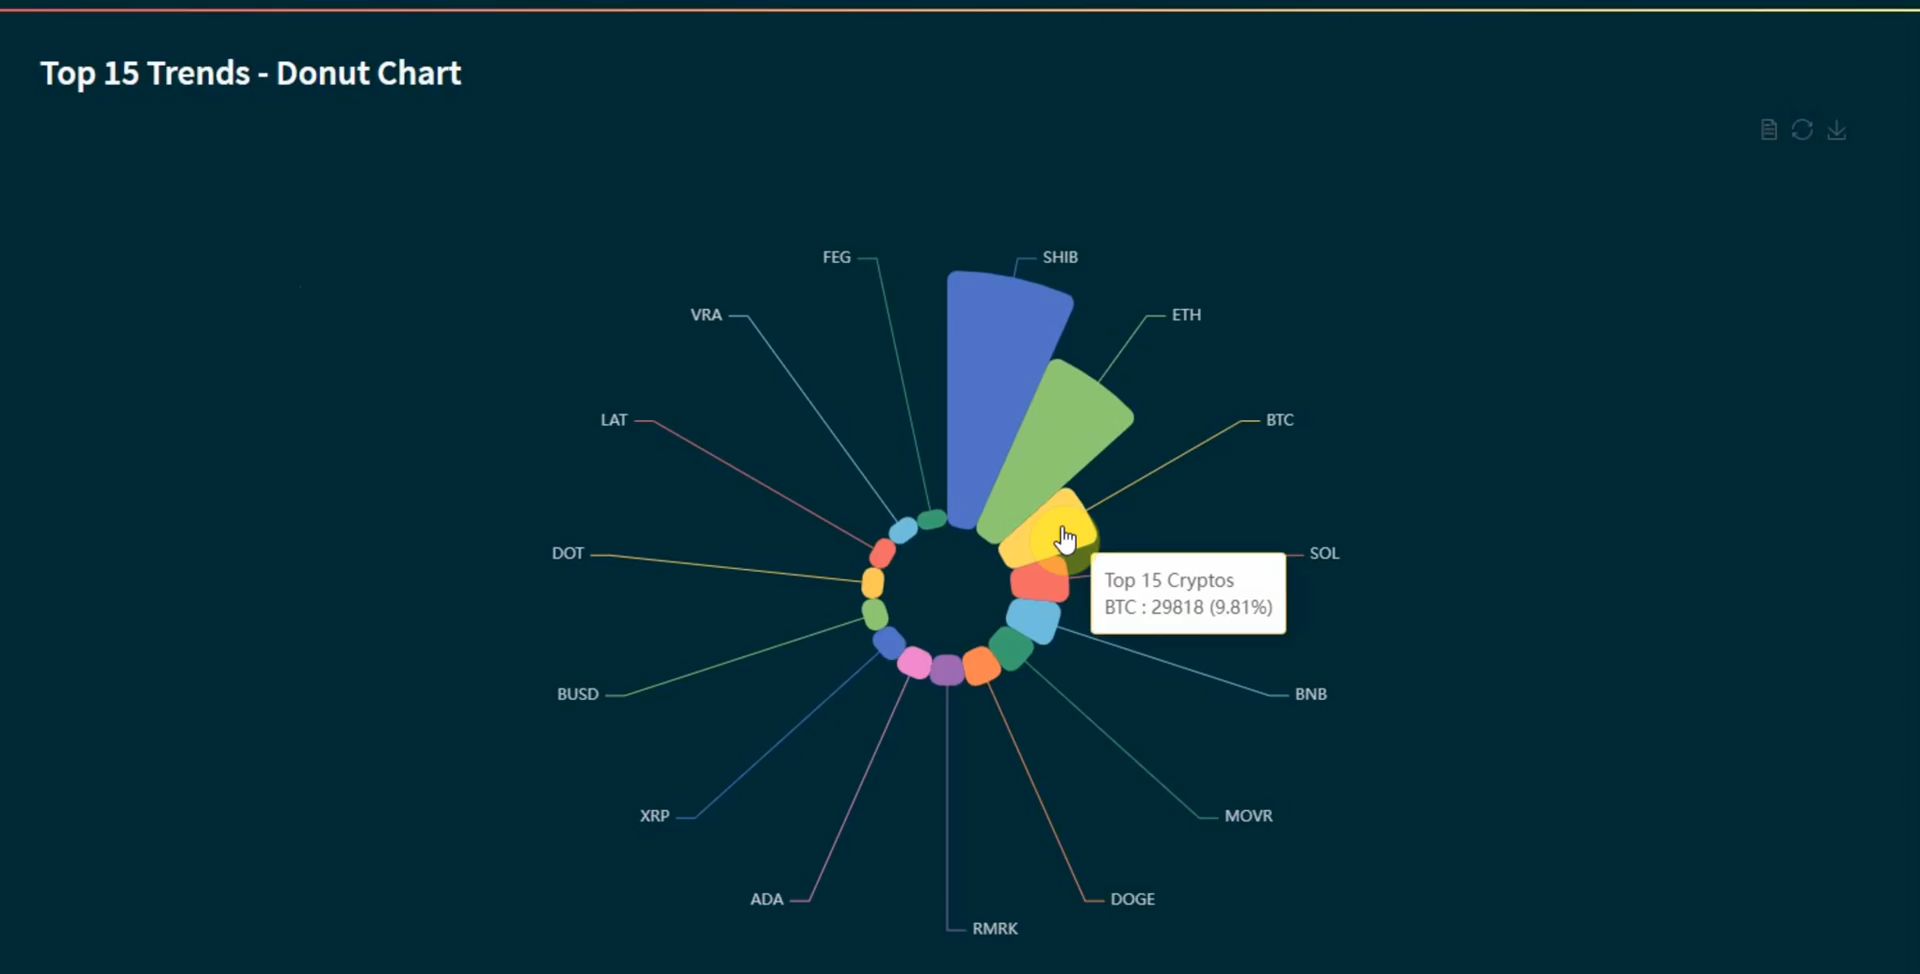 Top 15 Trends - Donut Chart
FEG
SHIB
VRA
ETH
LAT
BTC
DOT
SOL
Top 15 Cryptos
BTC : 29818 (9.81%)
BUSD
BNB
XRP
MOVR
ADA
DOGE
RMRK